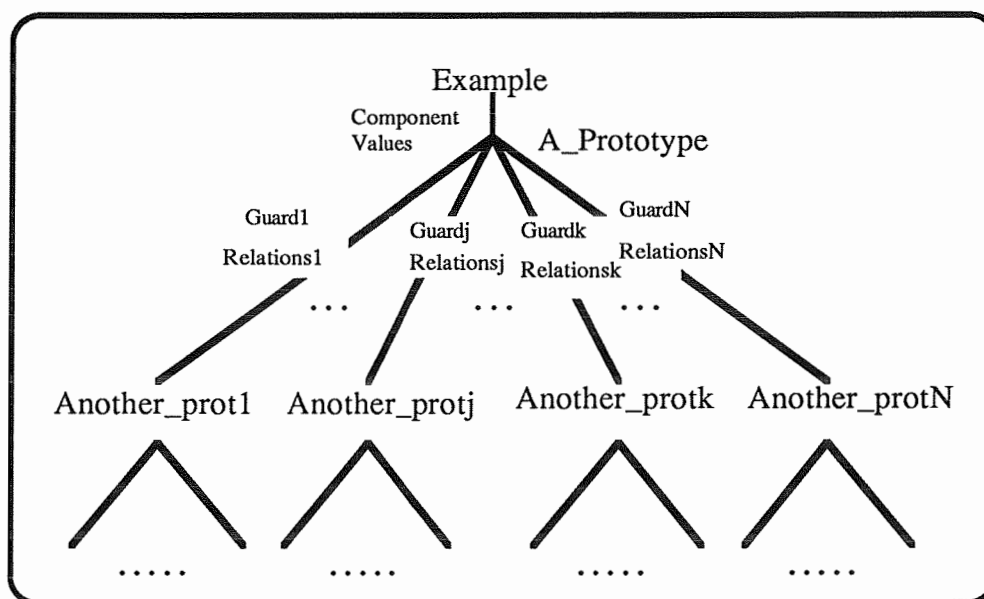 Example
Component
Values
A_Prototype
Guard1
Guardj
Guardk
GuardN
Relations1
Relationsj
Relationsk
RelationsN
... ... ...
Another_prot1 Another_protj Another_protk Another_protN
..... ..... ..... .....